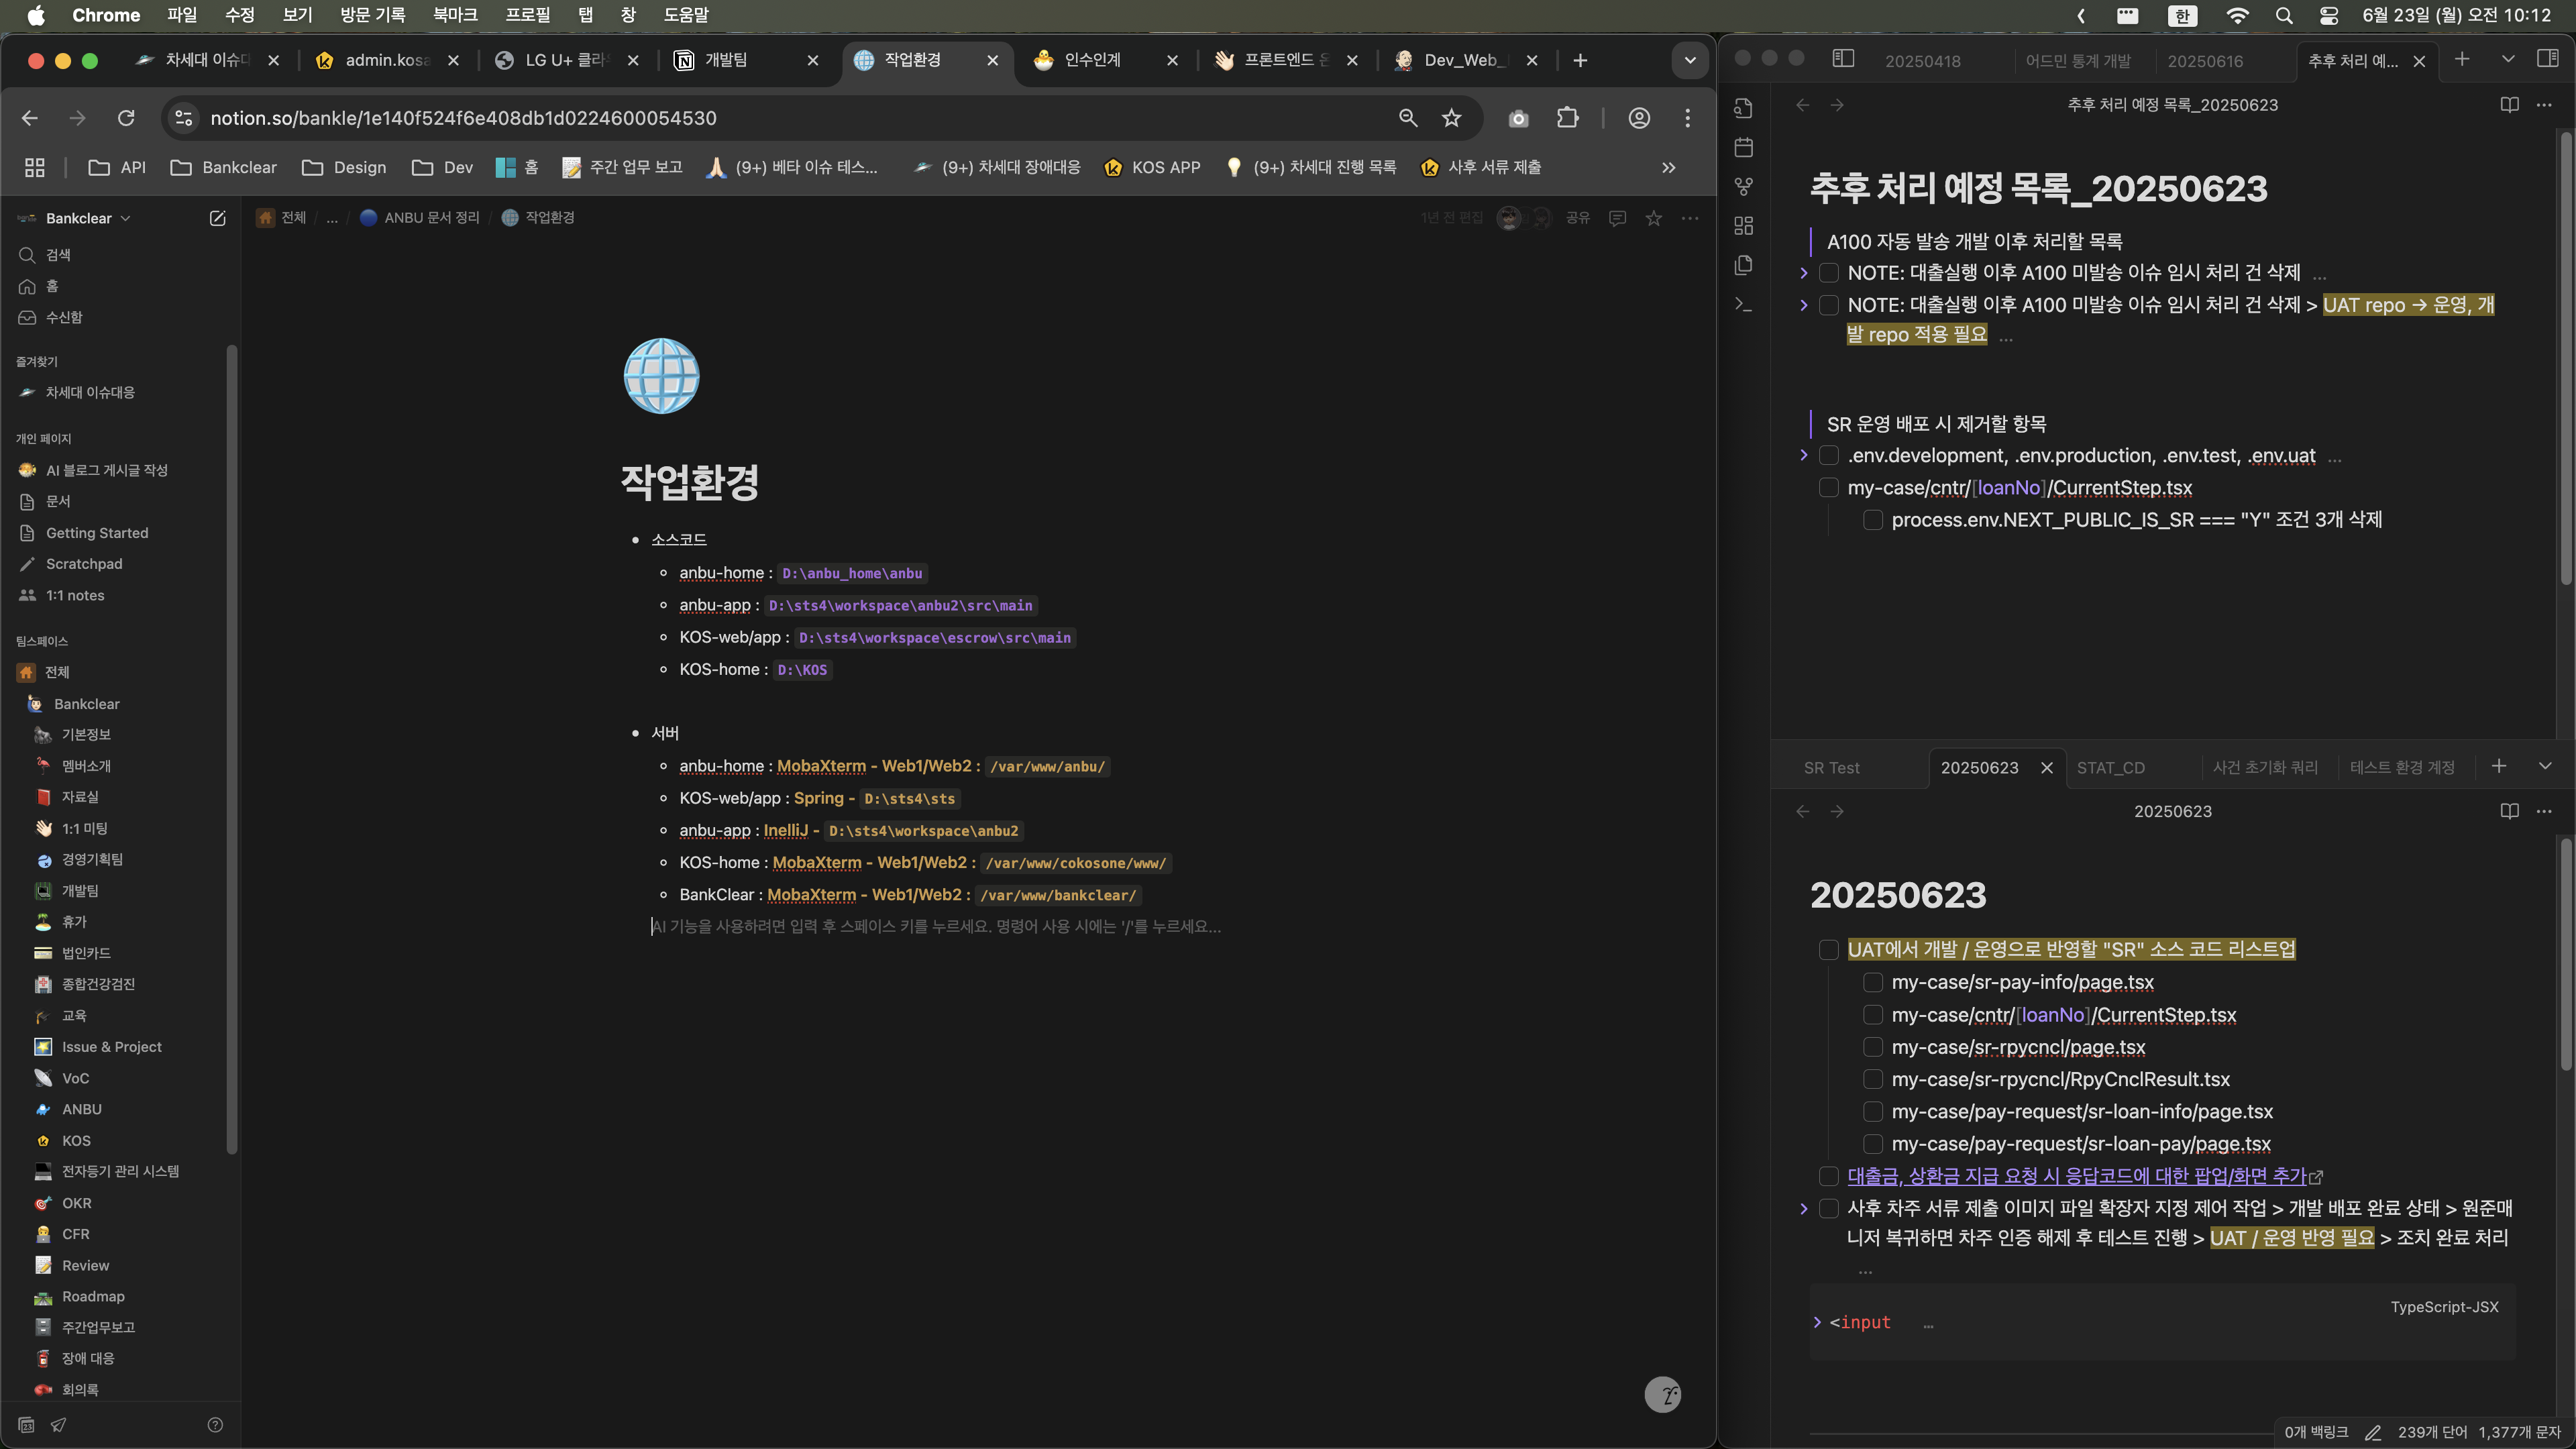 Chrome 파일 수정 보기 방문 기록 북마크 프로필 탭 창 도움말
한 6월 23일 (월) 오전 10:12
차세대 이슈대 admin.kosa LG U+ 클라 개발팀 작업환경 인수인계 프론트엔드 Dev_Web_
notion.so/bankle/1e140f524f6e408db1d0224600054530
API Bankclear Design Dev 홈 주간 업무 보고 (9+) 베타 이슈 테스... (9+) 차세대 장애대응 KOS APP (9+) 차세대 진행 목록 사후 서류 제출
Bankclear
검색
홈
수신함
즐겨찾기
차세대 이슈대응
개인 페이지
AI 블로그 게시글 작성
문서
Getting Started
Scratchpad
1:1 notes
팀스페이스
전체
Bankclear
기본정보
멤버소개
자료실
1:1 미팅
경영기획팀
개발팀
휴가
법인카드
종합건강검진
교육
Issue & Project
VoC
ANBU
KOS
전자등기 관리 시스템
OKR
CFR
Review
Roadmap
주간업무보고
장애 대응
회의록
전체 / ... / ANBU 문서 정리 / 작업환경
1년 전 편집 공유
작업환경
• 소스코드
anbu-home : D:\anbu_home\anbu
anbu-app : D:\sts4\workspace\anbu2\src\main
KOS-web/app : D:\sts4\workspace\escrow\src\main
KOS-home : D:\KOS
• 서버
anbu-home : MobaXterm - Web1/Web2 : /var/www/anbu/
KOS-web/app : Spring - D:\sts4\sts
anbu-app : InelliJ - D:\sts4\workspace\anbu2
KOS-home : MobaXterm - Web1/Web2 : /var/www/cokosone/www/
BankClear : MobaXterm - Web1/Web2 : /var/www/bankclear/
AI 기능을 사용하려면 입력 후 스페이스 키를 누르세요. 명령어 사용 시에는 '/'를 누르세요...
20250418 어드민 통계 개발 20250616 추후 처리 예...
추후 처리 예정 목록_20250623
추후 처리 예정 목록_20250623
A100 자동 발송 개발 이후 처리할 목록
NOTE: 대출실행 이후 A100 미발송 이슈 임시 처리 건 삭제 ...
NOTE: 대출실행 이후 A100 미발송 이슈 임시 처리 건 삭제 > UAT repo → 운영, 개
발 repo 적용 필요 ...
SR 운영 배포 시 제거할 항목
.env.development, .env.production, .env.test, .env.uat ...
my-case/cntr/[loanNo]/CurrentStep.tsx
process.env.NEXT_PUBLIC_IS_SR === "Y" 조건 3개 삭제
SR Test 20250623 STAT_CD 사건 초기화 쿼리 테스트 환경 계정
20250623
20250623
UAT에서 개발 / 운영으로 반영할 "SR" 소스 코드 리스트업
my-case/sr-pay-info/page.tsx
my-case/cntr/[loanNo]/CurrentStep.tsx
my-case/sr-rpycncl/page.tsx
my-case/sr-rpycncl/RpyCnclResult.tsx
my-case/pay-request/sr-loan-info/page.tsx
my-case/pay-request/sr-loan-pay/page.tsx
대출금, 상환금 지급 요청 시 응답코드에 대한 팝업/화면 추가
사후 차주 서류 제출 이미지 파일 확장자 지정 제어 작업 > 개발 배포 완료 상태 > 원준매
니저 복귀하면 차주 인증 해제 후 테스트 진행 > UAT / 운영 반영 필요 > 조치 완료 처리
...
TypeScript-JSX
<input ...
0개 백링크 239개 단어 1,377개 문자